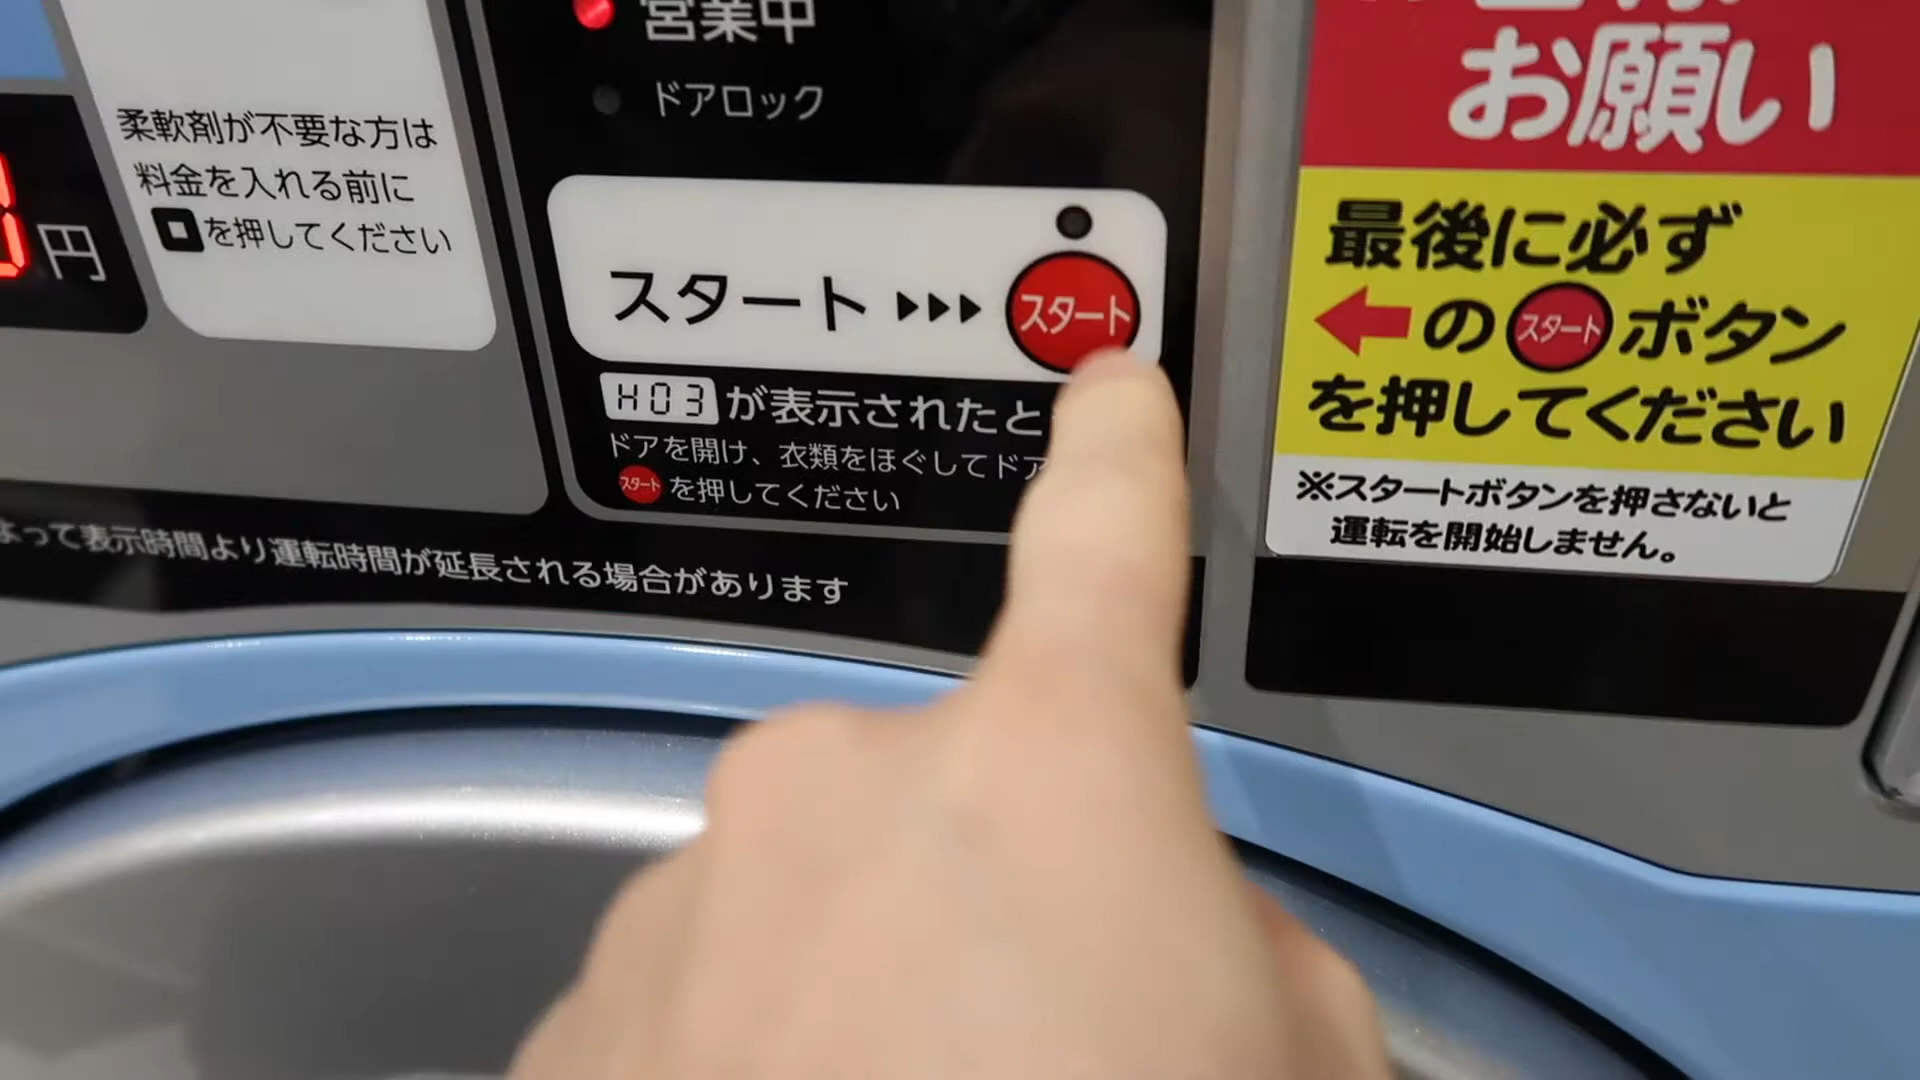 円
柔軟剤が不要な方は
料金を入れる前に
を押してください
営業中
ドアロック
スタート ▶▶▶ スタート
H03 が表示されたと
ドアを開け、衣類をほぐしてドア
スタート を押してください
よって表示時間より運転時間が延長される場合があります
お願い
最後に必ず
←のスタートボタン
を押してください
※スタートボタンを押さないと
運転を開始しません。